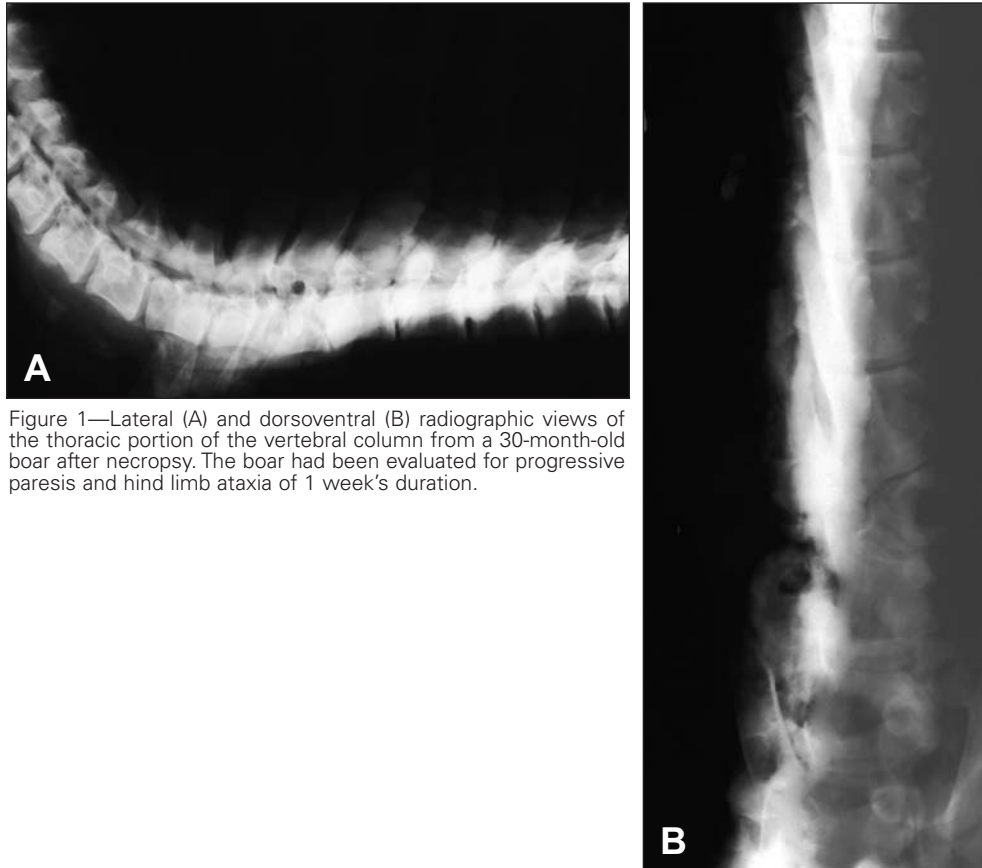 A
Figure 1—Lateral (A) and dorsoventral (B) radiographic views of
the thoracic portion of the vertebral column from a 30-month-old
boar after necropsy. The boar had been evaluated for progressive
paresis and hind limb ataxia of 1 week's duration.
B